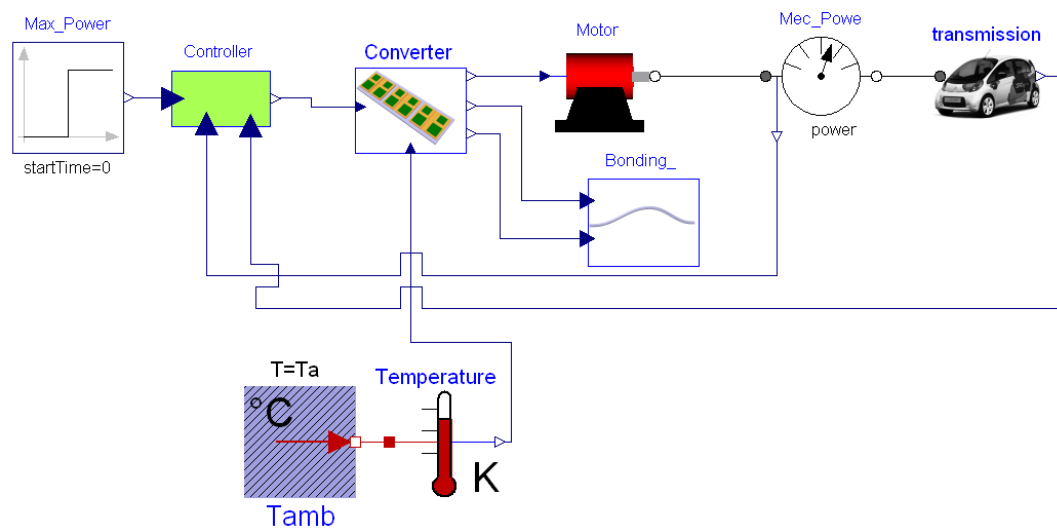 Max_Power
startTime=0
Controller
Converter
Motor
Mec_Powe
power
transmission
Bonding_
T=Ta
°C
Tamb
Temperature
K